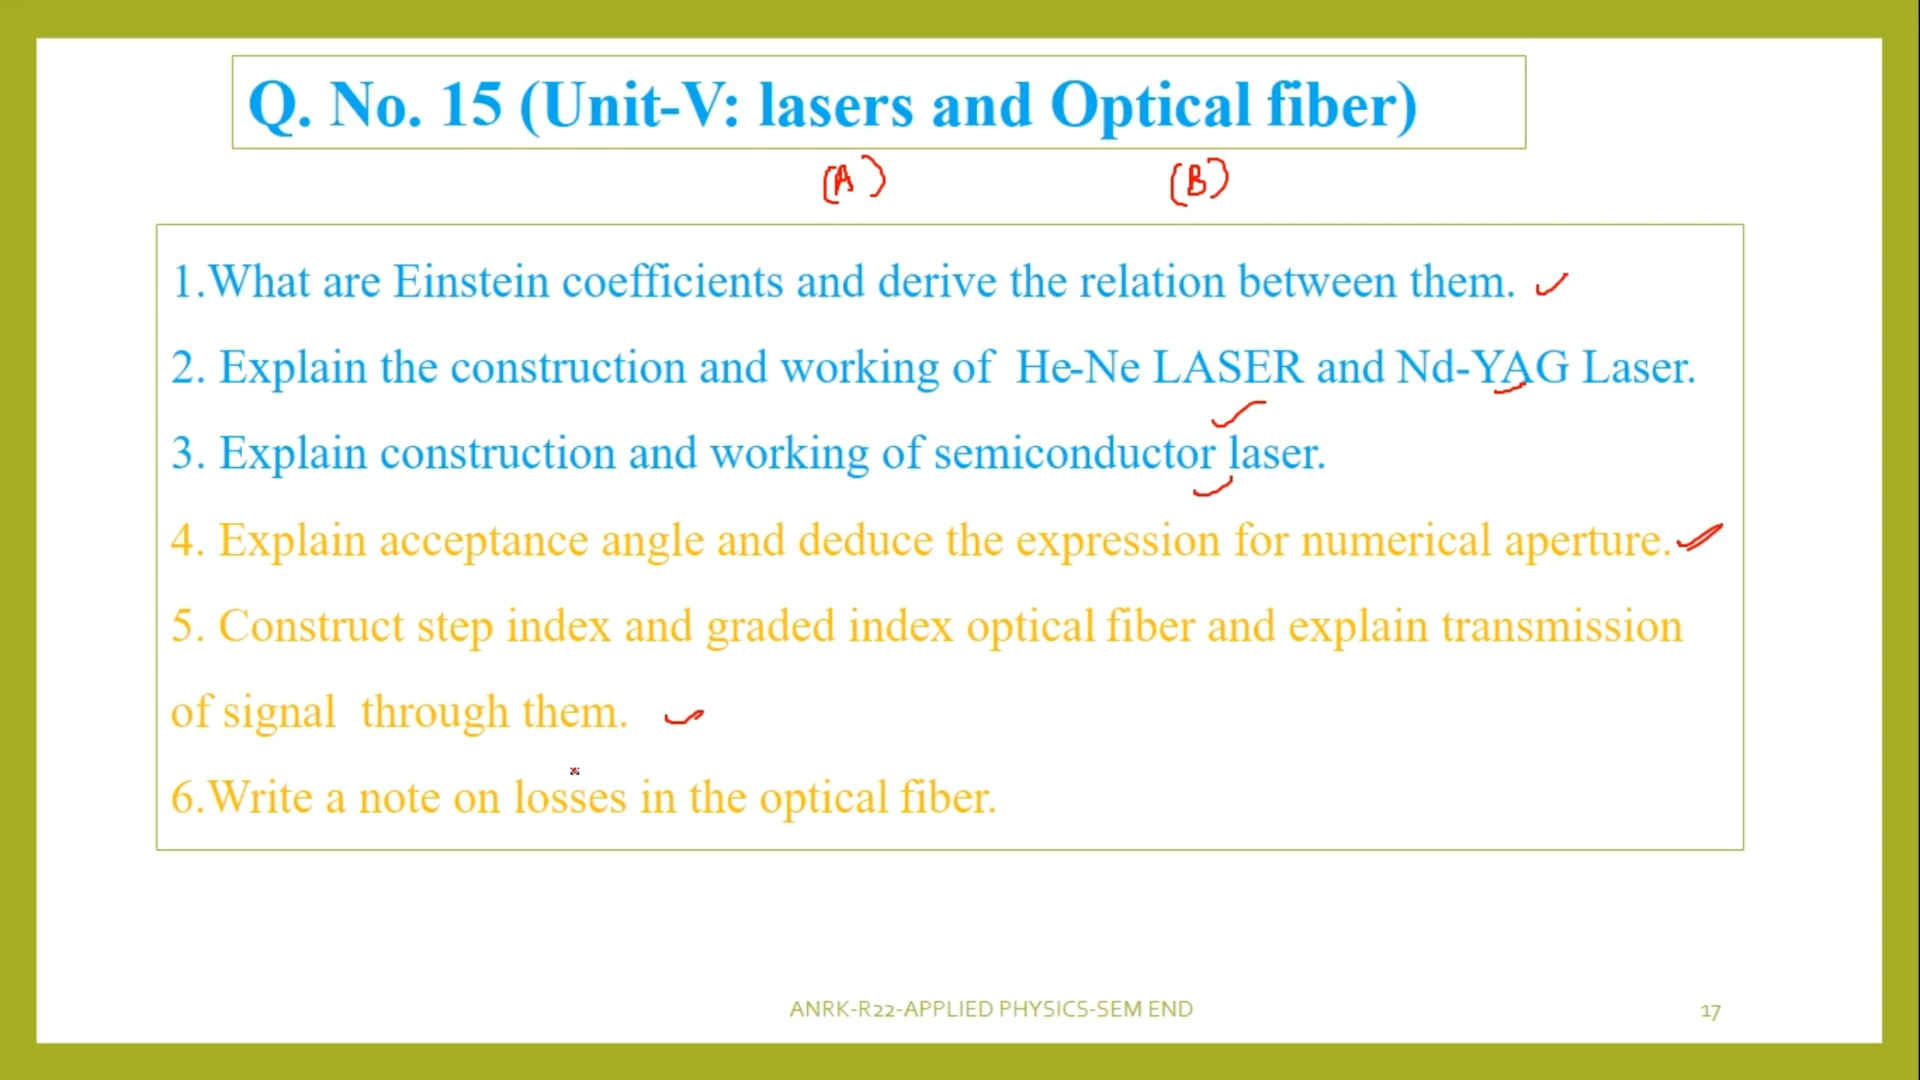 Q. No. 15 (Unit-V: lasers and Optical fiber)
(A) (B)
1.What are Einstein coefficients and derive the relation between them.
2. Explain the construction and working of He-Ne LASER and Nd-YAG Laser.
3. Explain construction and working of semiconductor laser.
4. Explain acceptance angle and deduce the expression for numerical aperture.
5. Construct step index and graded index optical fiber and explain transmission
of signal through them.
6.Write a note on losses in the optical fiber.
ANRK-R22-APPLIED PHYSICS-SEM END 17